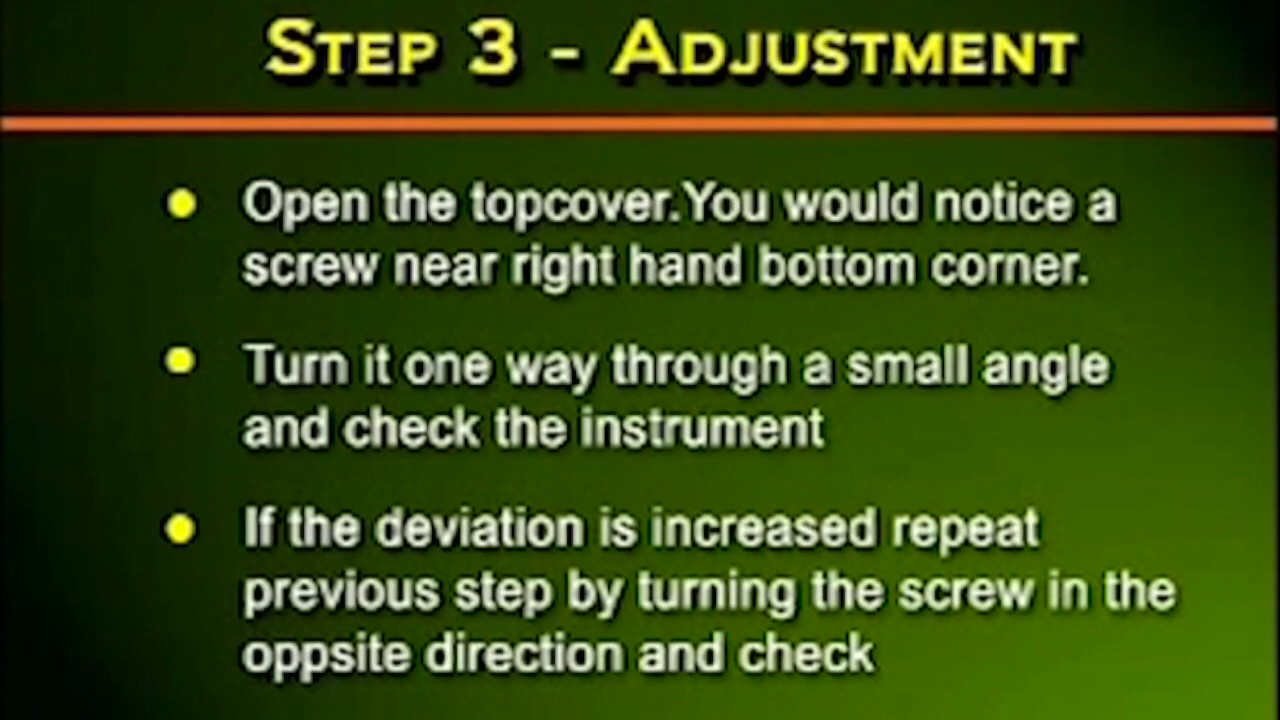 STEP 3 - ADJUSTMENT
Open the topcover.You would notice a
screw near right hand bottom corner.
Turn it one way through a small angle
and check the instrument
If the deviation is increased repeat
previous step by turning the screw in the
oppsite direction and check